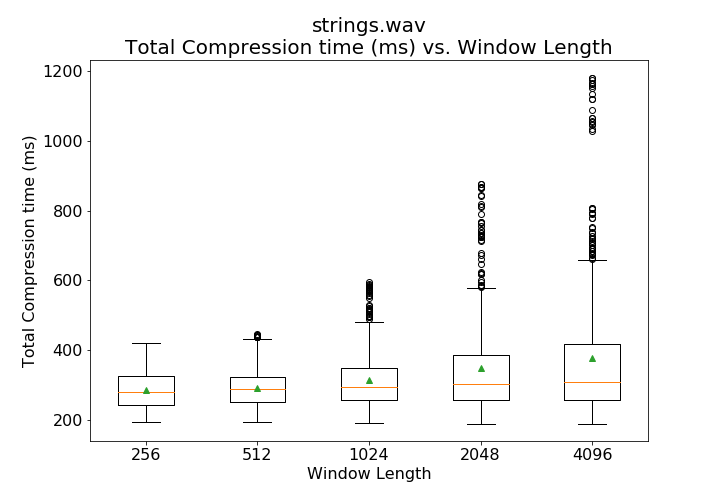 strings.wav
Total Compression time (ms) vs. Window Length
Total Compression time (ms)
1200
1000
800
600
400
200
256 512 1024 2048 4096
Window Length